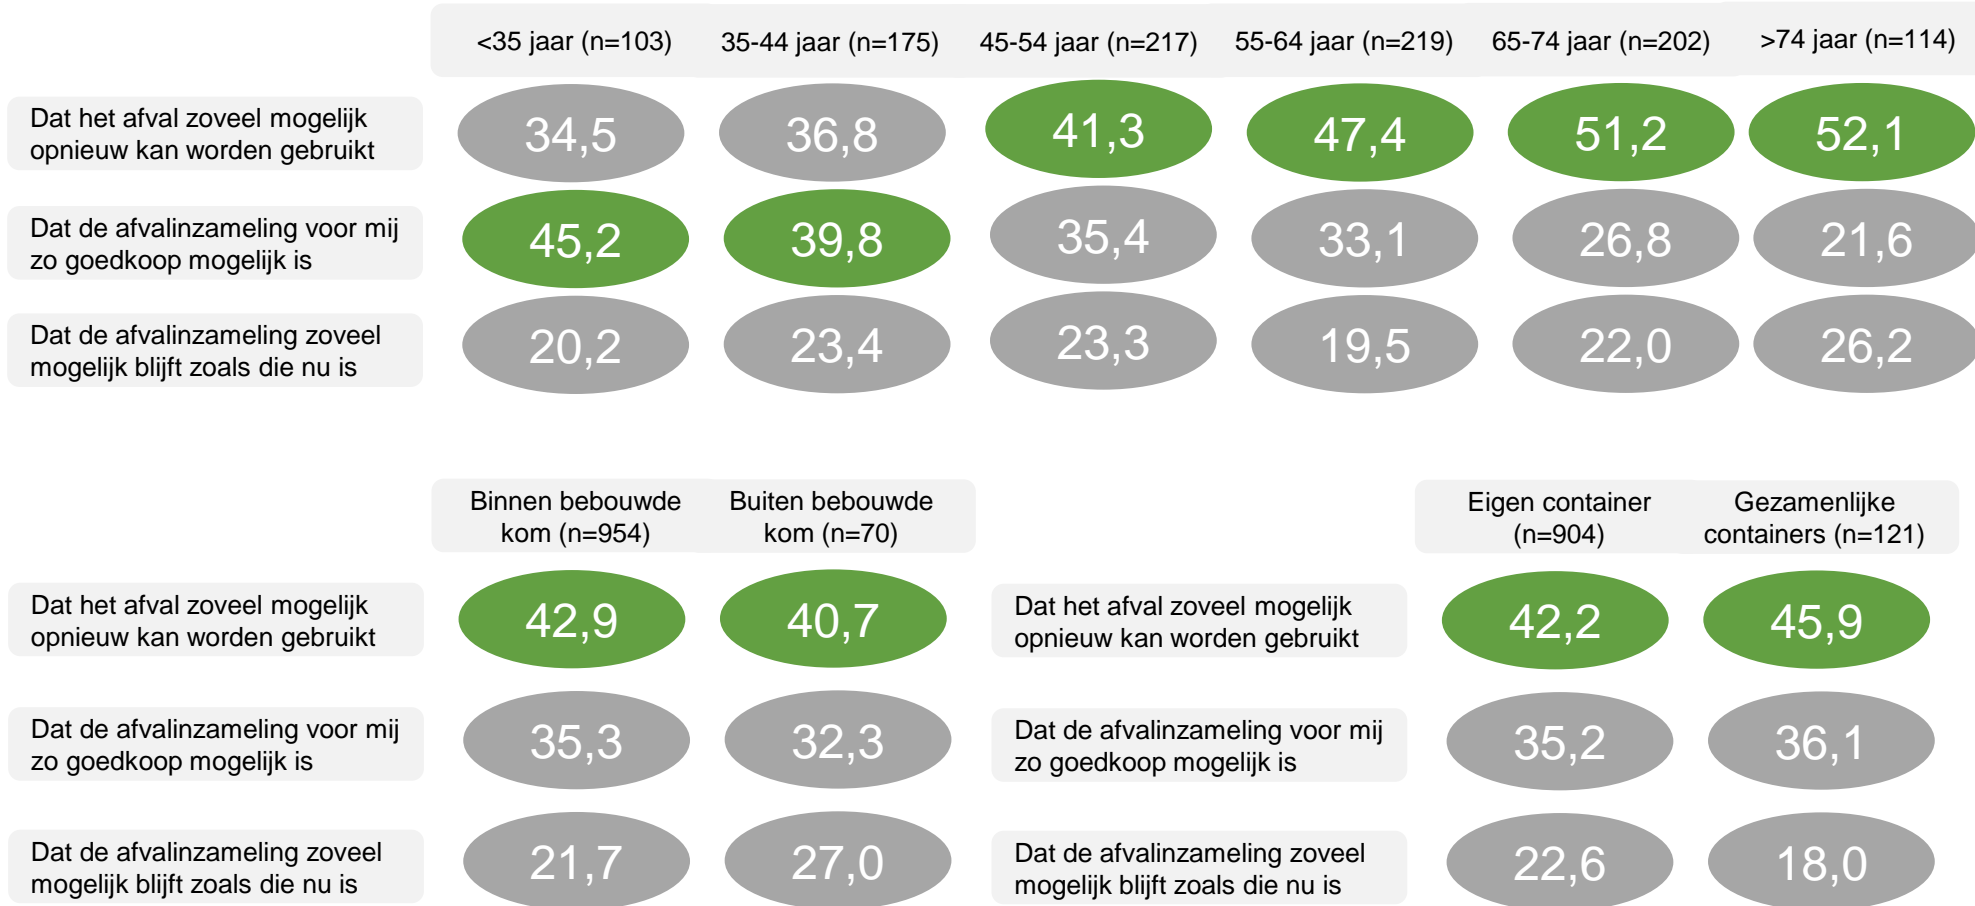 <35 jaar (n=103) 35-44 jaar (n=175) 45-54 jaar (n=217) 55-64 jaar (n=219) 65-74 jaar (n=202) >74 jaar (n=114)
Dat het afval zoveel mogelijk
opnieuw kan worden gebruikt
34,5 36,8 41,3 47,4 51,2 52,1
Dat de afvalinzameling voor mij
zo goedkoop mogelijk is
45,2 39,8 35,4 33,1 26,8 21,6
Dat de afvalinzameling zoveel
mogelijk blijft zoals die nu is
20,2 23,4 23,3 19,5 22,0 26,2
Binnen bebouwde
kom (n=954)
Buiten bebouwde
kom (n=70)
Dat het afval zoveel mogelijk
opnieuw kan worden gebruikt
42,9 40,7
Dat de afvalinzameling voor mij
zo goedkoop mogelijk is
35,3 32,3
Dat de afvalinzameling zoveel
mogelijk blijft zoals die nu is
21,7 27,0
Eigen container
(n=904)
Gezamenlijke
containers (n=121)
Dat het afval zoveel mogelijk
opnieuw kan worden gebruikt
42,2 45,9
Dat de afvalinzameling voor mij
zo goedkoop mogelijk is
35,2 36,1
Dat de afvalinzameling zoveel
mogelijk blijft zoals die nu is
22,6 18,0